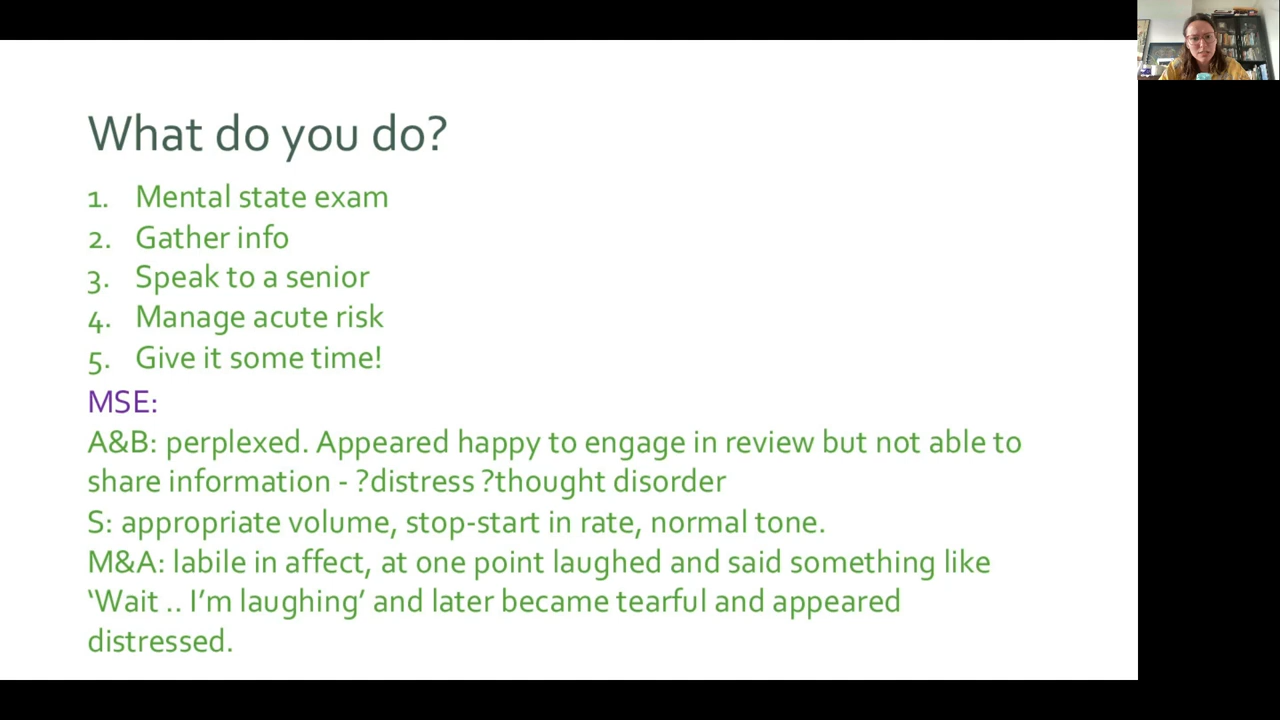 What do you do?
1. Mental state exam
2. Gather info
3. Speak to a senior
4. Manage acute risk
5. Give it some time!
MSE:
A&B: perplexed. Appeared happy to engage in review but not able to
share information - ?distress ?thought disorder
S: appropriate volume, stop-start in rate, normal tone.
M&A: labile in affect, at one point laughed and said something like
‘Wait .. I’m laughing’ and later became tearful and appeared
distressed.